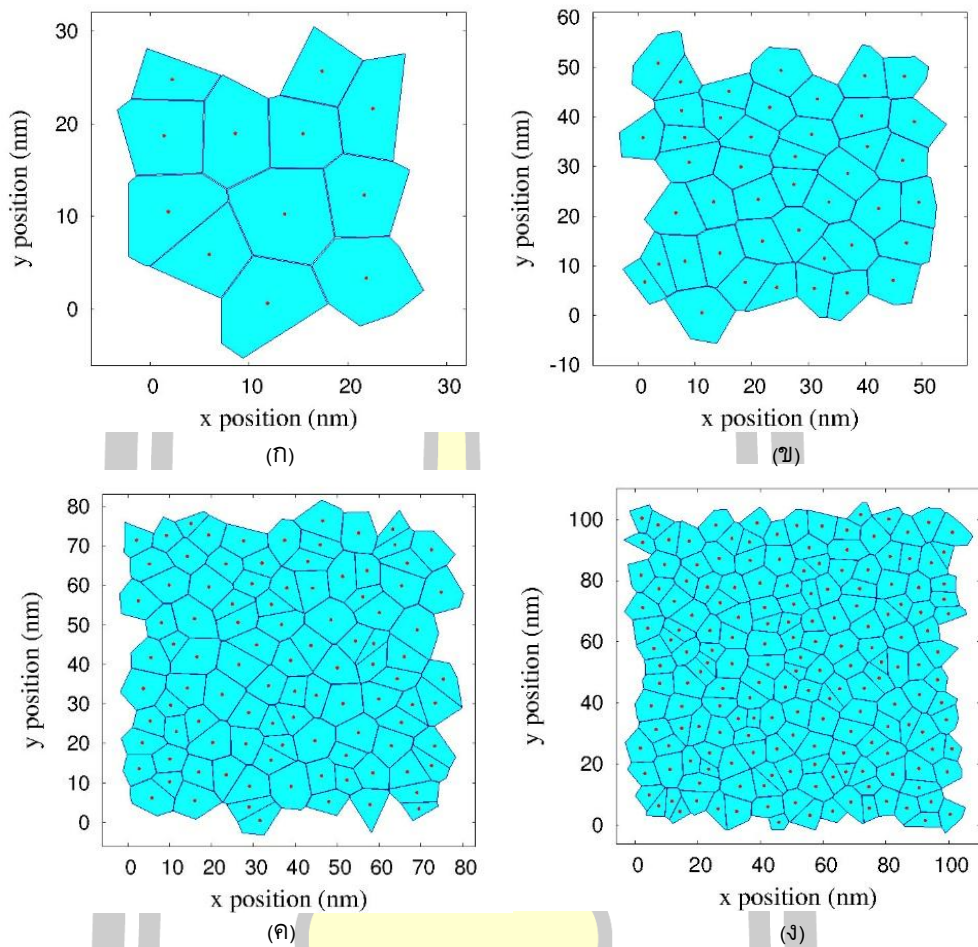 30
20
10
0
y position (nm)
0 10 20 30
x position (nm)
(ก)
60
50
40
30
20
10
0
-10
y position (nm)
0 10 20 30 40 50
x position (nm)
(ข)
80
70
60
50
40
30
20
10
0
y position (nm)
0 10 20 30 40 50 60 70 80
x position (nm)
(ค)
100
80
60
40
20
0
y position (nm)
0 20 40 60 80 100
x position (nm)
(ง)